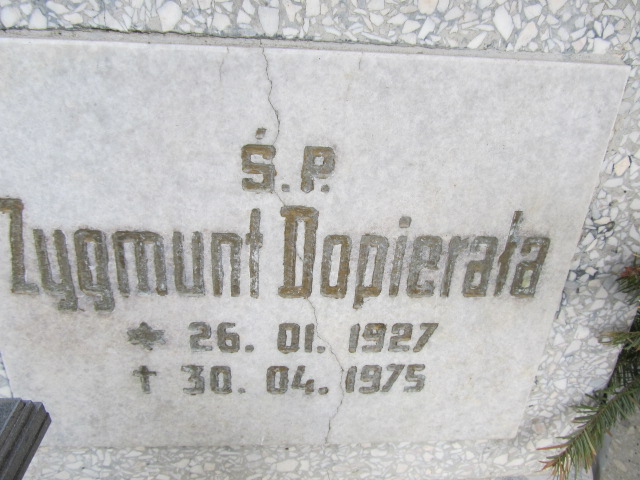 Ś.P.
Zygmunt Dopierała
* 26. 01. 1927
† 30. 04. 1975